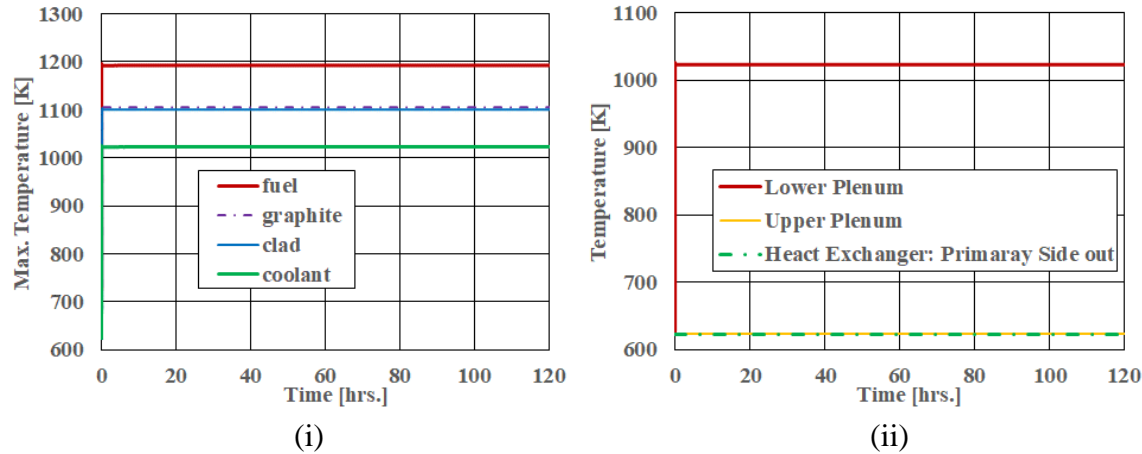 1300
1200
1100
1000
900
800
700
600
Max. Temperature [K]
fuel
graphite
clad
coolant
0 20 40 60 80 100 120
Time [hrs.]
(i)
1100
1000
900
800
700
600
Temperature [K]
Lower Plenum
Upper Plenum
Heact Exchanger: Primaray Side out
0 20 40 60 80 100 120
Time [hrs.]
(ii)